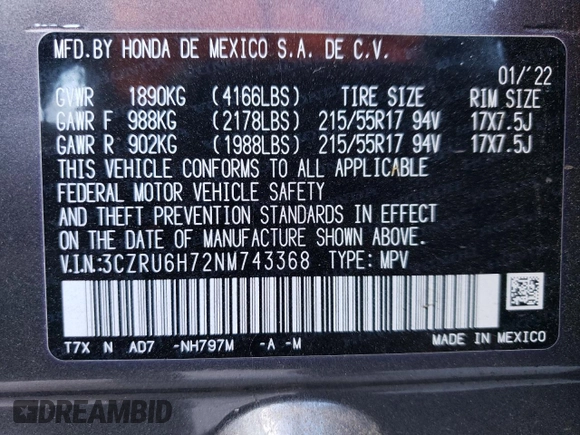 MFD.BY HONDA DE MEXICO S.A. DE C.V.
01/'22
GVWR 1890KG (4166LBS) TIRE SIZE RIM SIZE
GAWR F 988KG (2178LBS) 215/55R17 94V 17X7.5J
GAWR R 902KG (1988LBS) 215/55R17 94V 17X7.5J
THIS VEHICLE CONFORMS TO ALL APPLICABLE
FEDERAL MOTOR VEHICLE SAFETY
AND THEFT PREVENTION STANDARDS IN EFFECT
ON DATE OF MANUFACTURE SHOWN ABOVE.
V.I.N:3CZRU6H72NM743368 TYPE: MPV
T7X N AD7 -NH797M -A -M
MADE IN MEXICO
DREAMBID